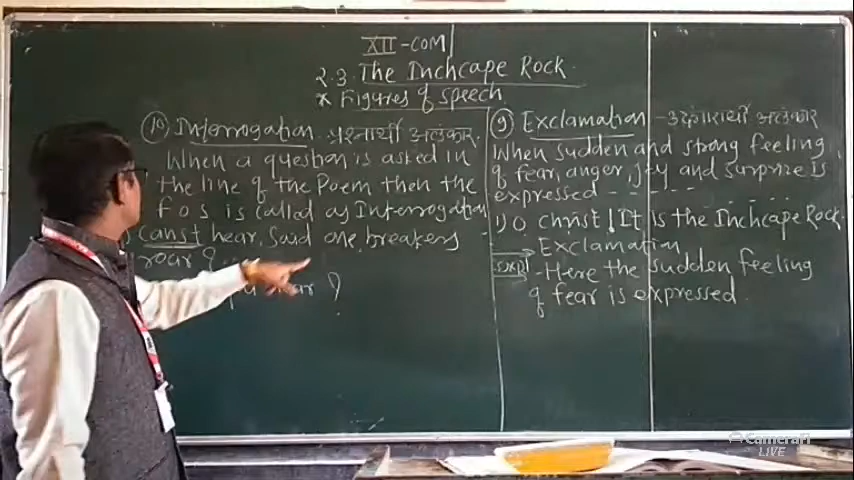 XII-COM
2.3. The Inchcape Rock.
* Figures of speech
(10) Interrogation. प्रश्नार्थी अलंकार.
When a question is asked in
the line of the Poem then the
F O S is called as Interrogation
Canst hear, Said one, breakers
roar?
?
(9) Exclamation - उद्गारार्थी अलंकार
When sudden and strong feeling
of fear, anger, joy and surprize is
expressed - - - - - -
1) O Christ! It is the Inchcape Rock.
→ Exclamation
exp! - Here the sudden feeling
of fear is expressed.
CameraFi
LIVE